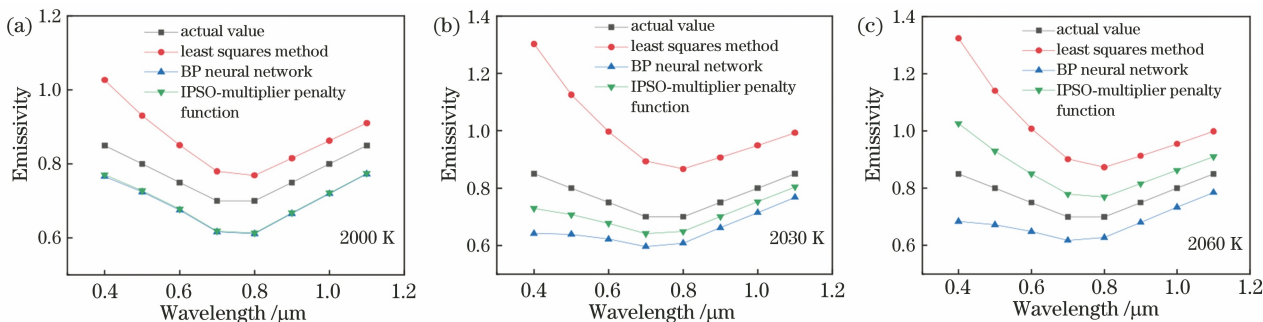 (a)
1.2
1.0
0.8
0.6
Emissivity
actual value
least squares method
BP neural network
IPSO-multiplier penalty
function
2000 K
0.4
0.6
0.8
1.0
1.2
Wavelength /μm
(b)
1.4
1.2
1.0
0.8
0.6
Emissivity
actual value
least squares method
BP neural network
IPSO-multiplier penalty
function
2030 K
0.4
0.6
0.8
1.0
1.2
Wavelength /μm
(c)
1.4
1.2
1.0
0.8
0.6
Emissivity
actual value
least squares method
BP neural network
IPSO-multiplier penalty
function
2060 K
0.4
0.6
0.8
1.0
1.2
Wavelength /μm